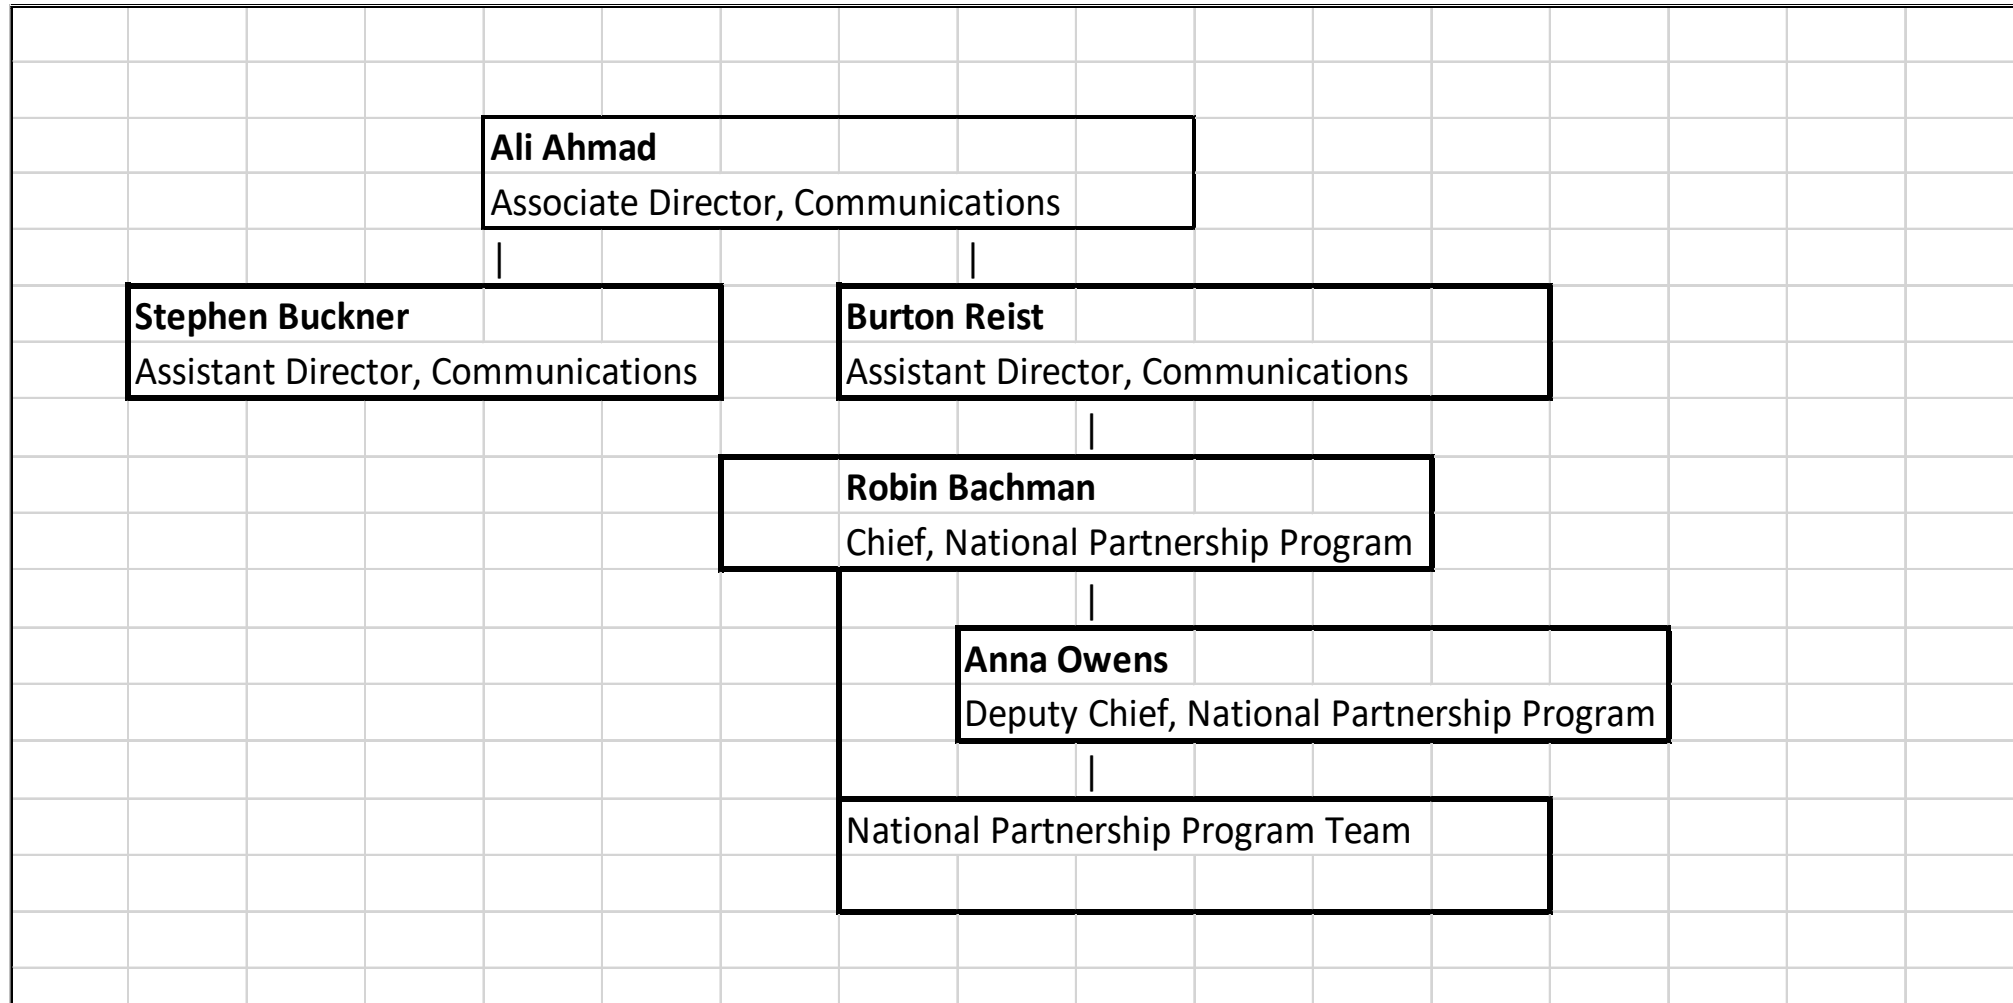 Ali Ahmad
Associate Director, Communications
|
|
Stephen Buckner
Assistant Director, Communications
Burton Reist
Assistant Director, Communications
|
Robin Bachman
Chief, National Partnership Program
|
Anna Owens
Deputy Chief, National Partnership Program
|
National Partnership Program Team